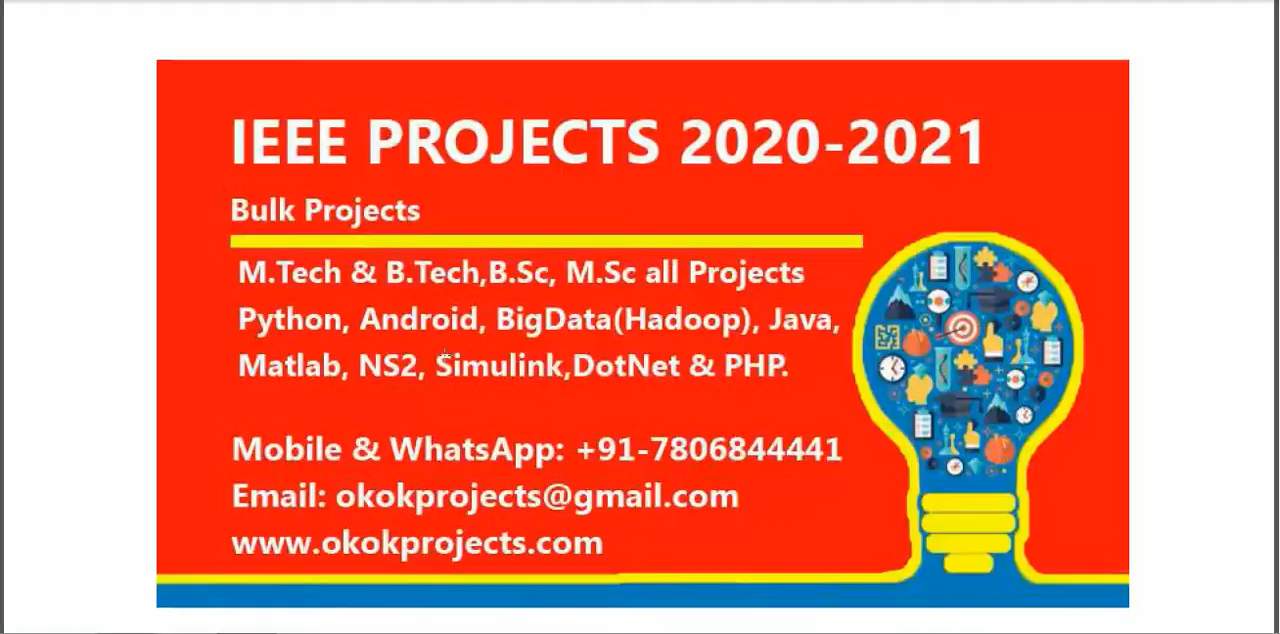 IEEE PROJECTS 2020-2021
Bulk Projects
M.Tech & B.Tech,B.Sc, M.Sc all Projects
Python, Android, BigData(Hadoop), Java,
Matlab, NS2, Simulink,DotNet & PHP.
Mobile & WhatsApp: +91-7806844441
Email: okokprojects@gmail.com
www.okokprojects.com